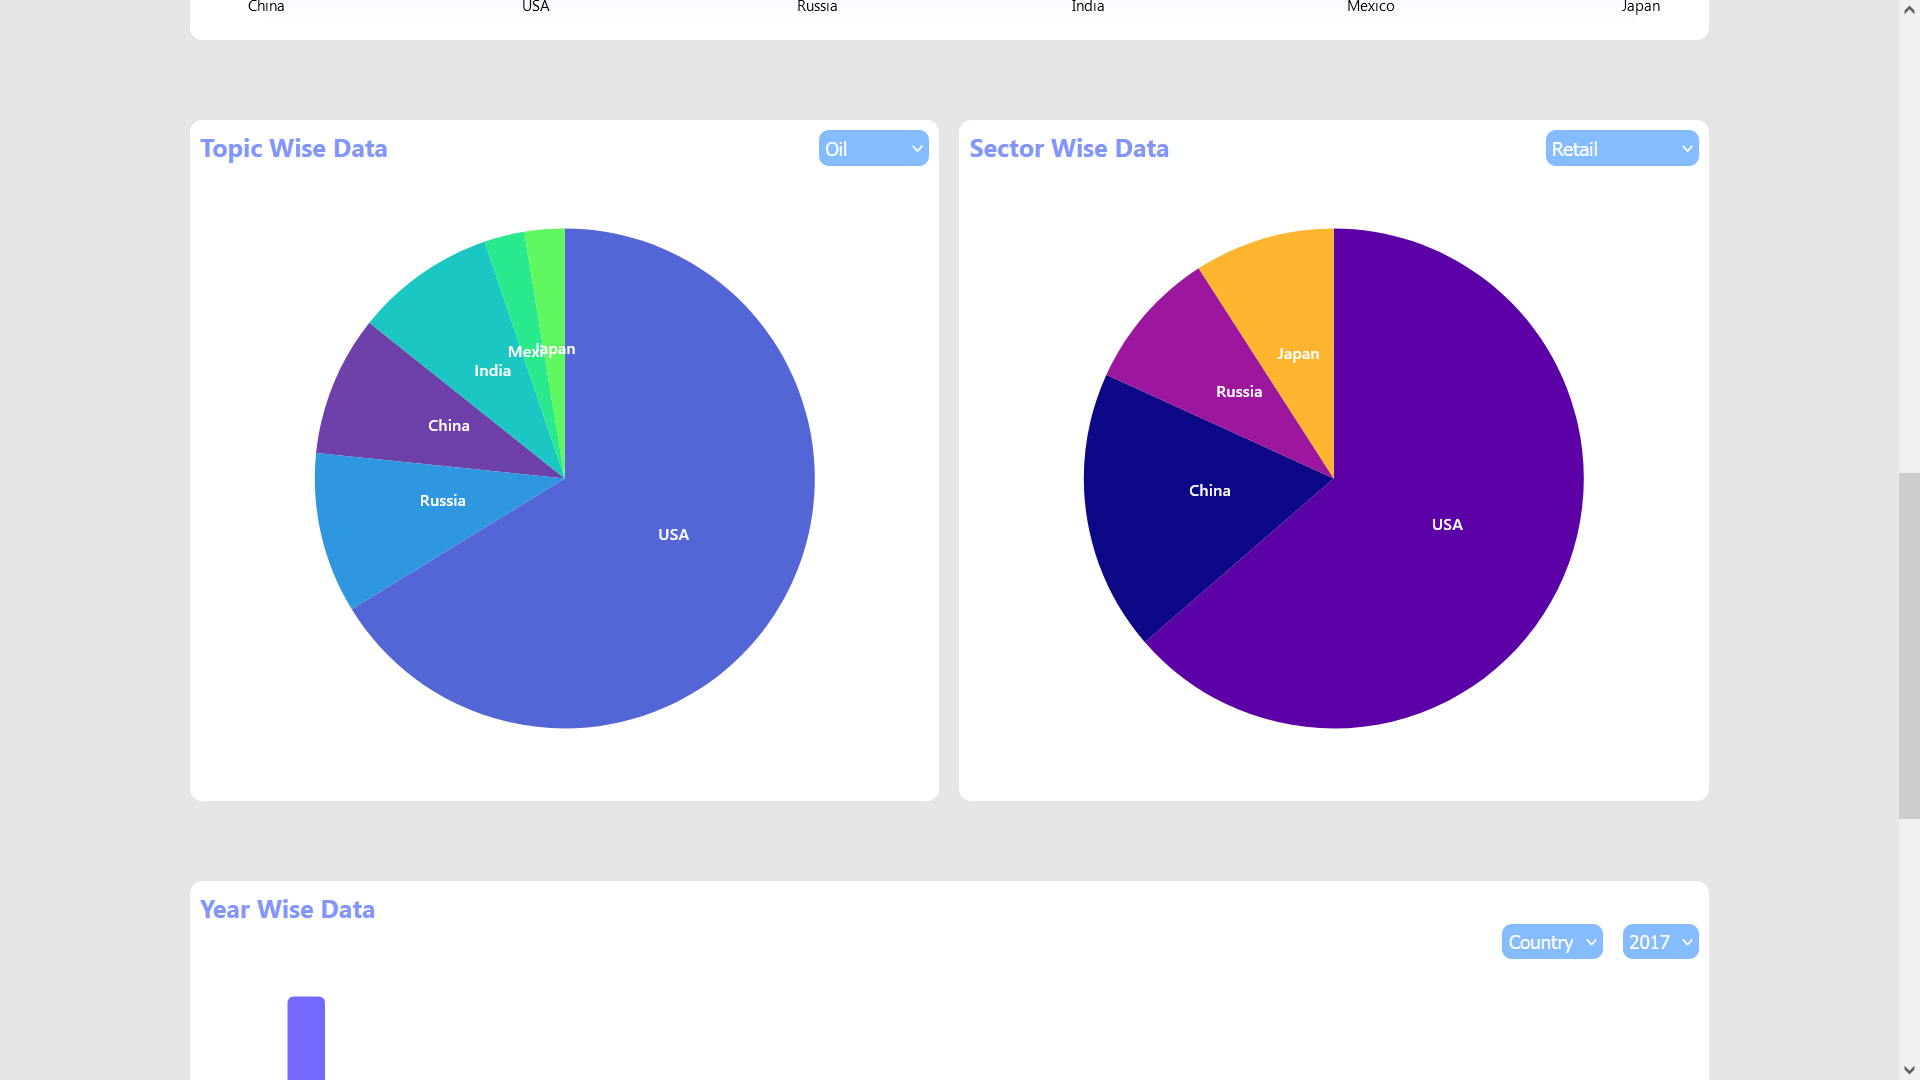 China USA Russia India Mexico Japan
Topic Wise Data
Oil
Sector Wise Data
Retail
Japan
Mexi
India
China
Russia
USA
Japan
Russia
China
USA
Year Wise Data
Country
2017